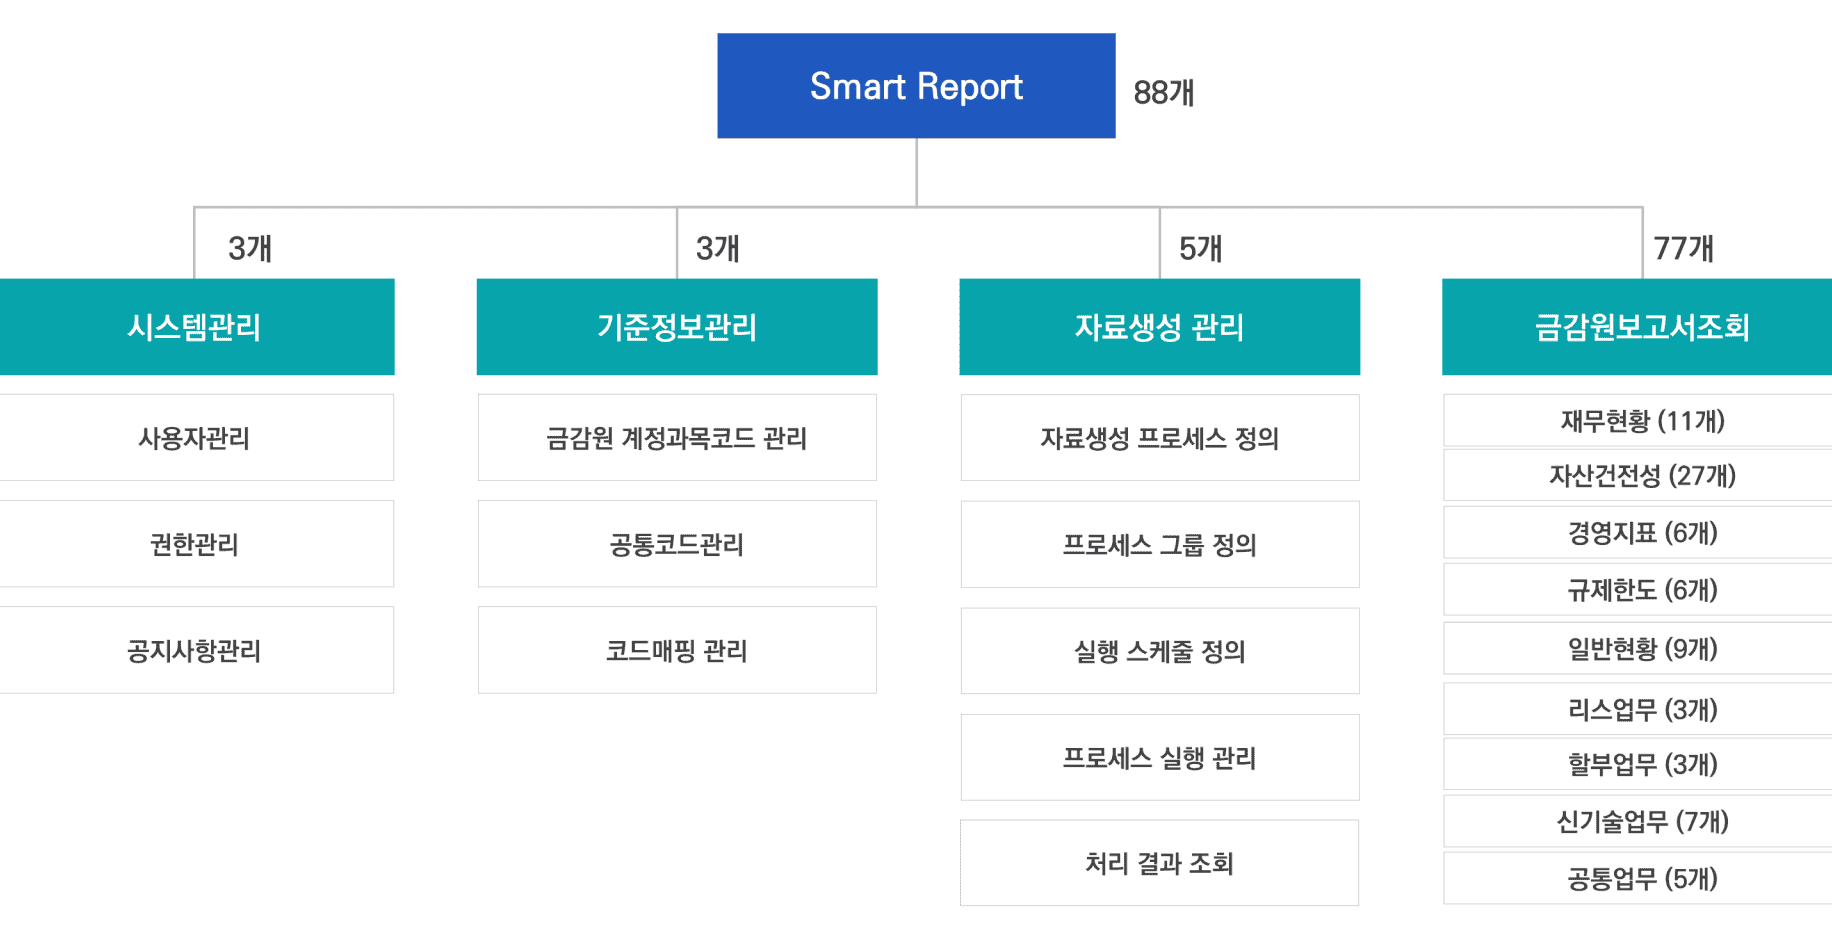 Smart Report
88개
3개
3개
5개
77개
시스템관리
기준정보관리
자료생성 관리
금감원보고서조회
사용자관리
권한관리
공지사항관리
금감원 계정과목코드 관리
공통코드관리
코드매핑 관리
자료생성 프로세스 정의
프로세스 그룹 정의
실행 스케줄 정의
프로세스 실행 관리
처리 결과 조회
재무현황 (11개)
자산건전성 (27개)
경영지표 (6개)
규제한도 (6개)
일반현황 (9개)
리스업무 (3개)
할부업무 (3개)
신기술업무 (7개)
공통업무 (5개)